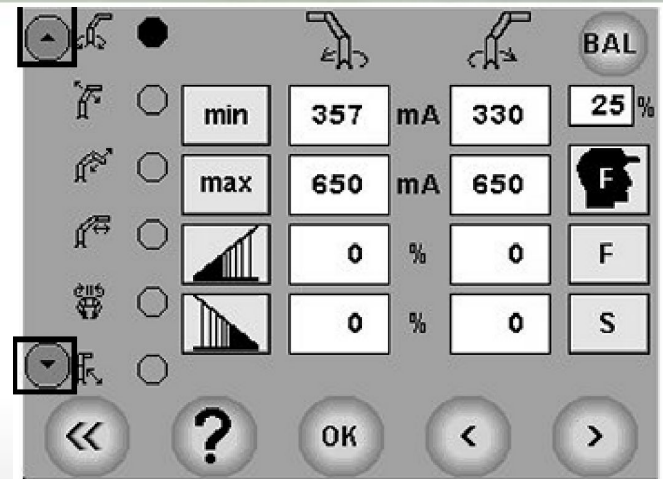 BAL
min 357 mA 330 25 %
max 650 mA 650 F
0 % 0 F
0 % 0 S
« ? OK < >